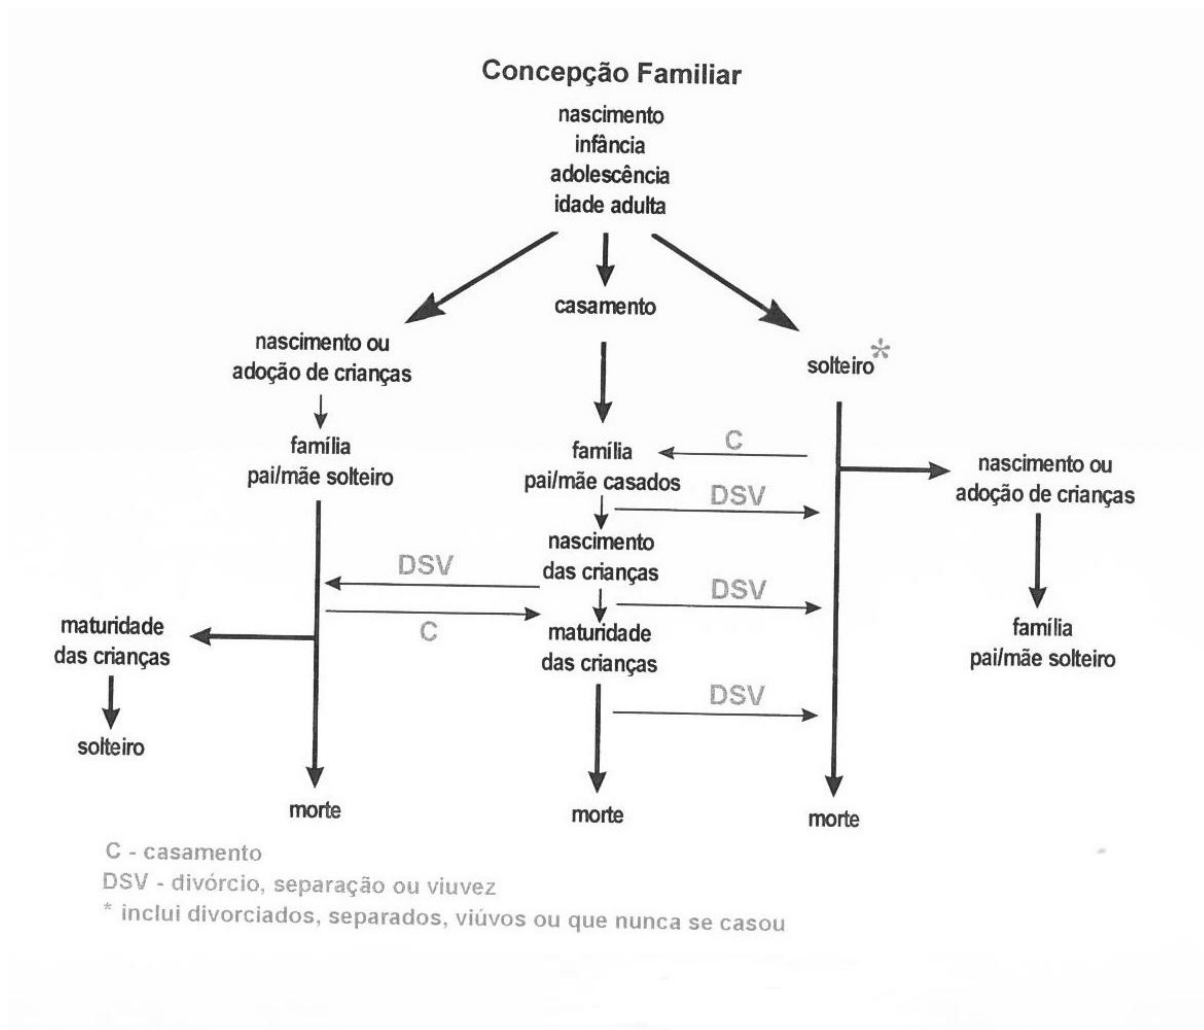 Concepção Familiar
nascimento
infância
adolescência
idade adulta
casamento
nascimento ou
adoção de crianças
solteiro*
família
pai/mãe solteiro
família
pai/mãe casados
C
DSV
nascimento ou
adoção de crianças
nascimento
das crianças
DSV
DSV
C
maturidade
das crianças
maturidade
das crianças
família
pai/mãe solteiro
DSV
solteiro
morte
morte
morte
C - casamento
DSV - divórcio, separação ou viuvez
* inclui divorciados, separados, viúvos ou que nunca se casou